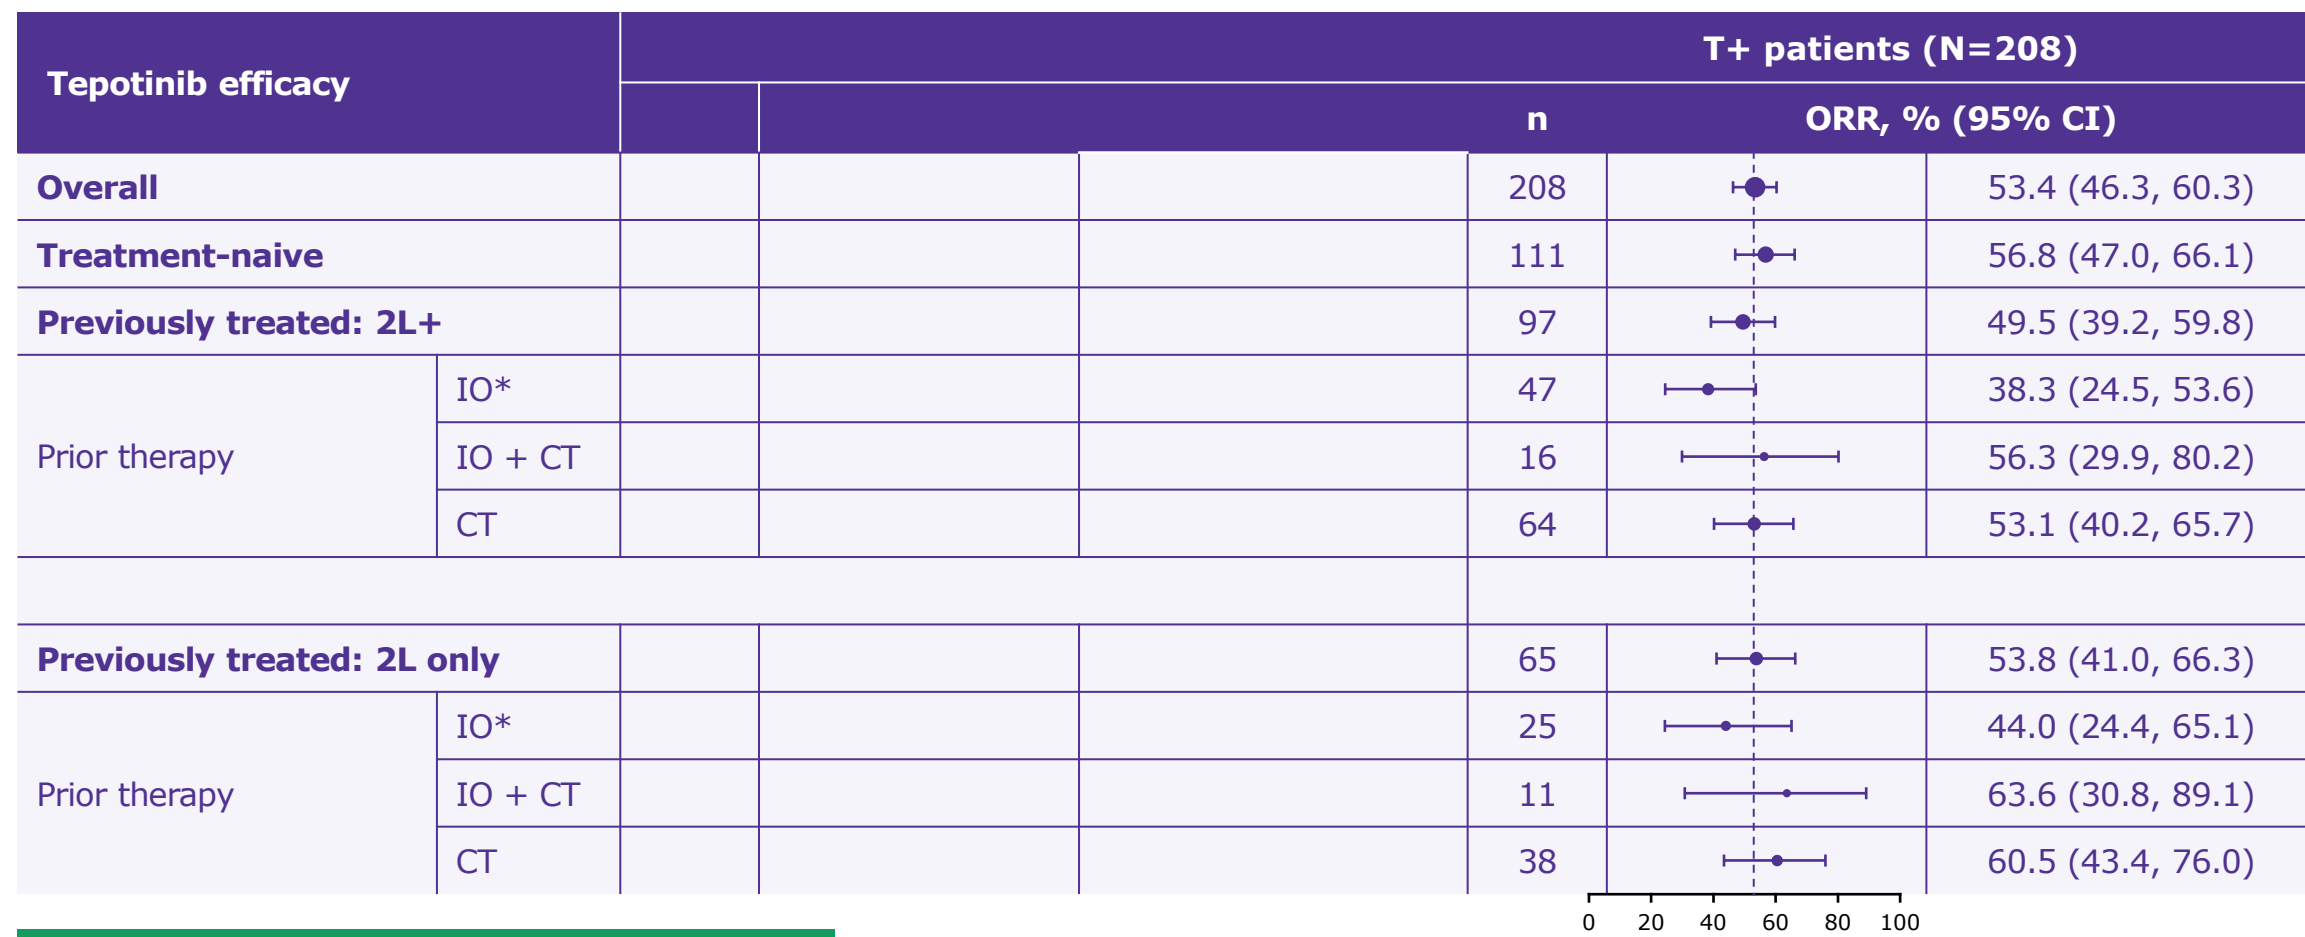 Tepotinib efficacy
T+ patients (N=208)
n ORR, % (95% CI)
Overall 208 53.4 (46.3, 60.3)
Treatment-naive 111 56.8 (47.0, 66.1)
Previously treated: 2L+ 97 49.5 (39.2, 59.8)
Prior therapy
IO* 47 38.3 (24.5, 53.6)
IO + CT 16 56.3 (29.9, 80.2)
CT 64 53.1 (40.2, 65.7)
Previously treated: 2L only 65 53.8 (41.0, 66.3)
Prior therapy
IO* 25 44.0 (24.4, 65.1)
IO + CT 11 63.6 (30.8, 89.1)
CT 38 60.5 (43.4, 76.0)
0 20 40 60 80 100